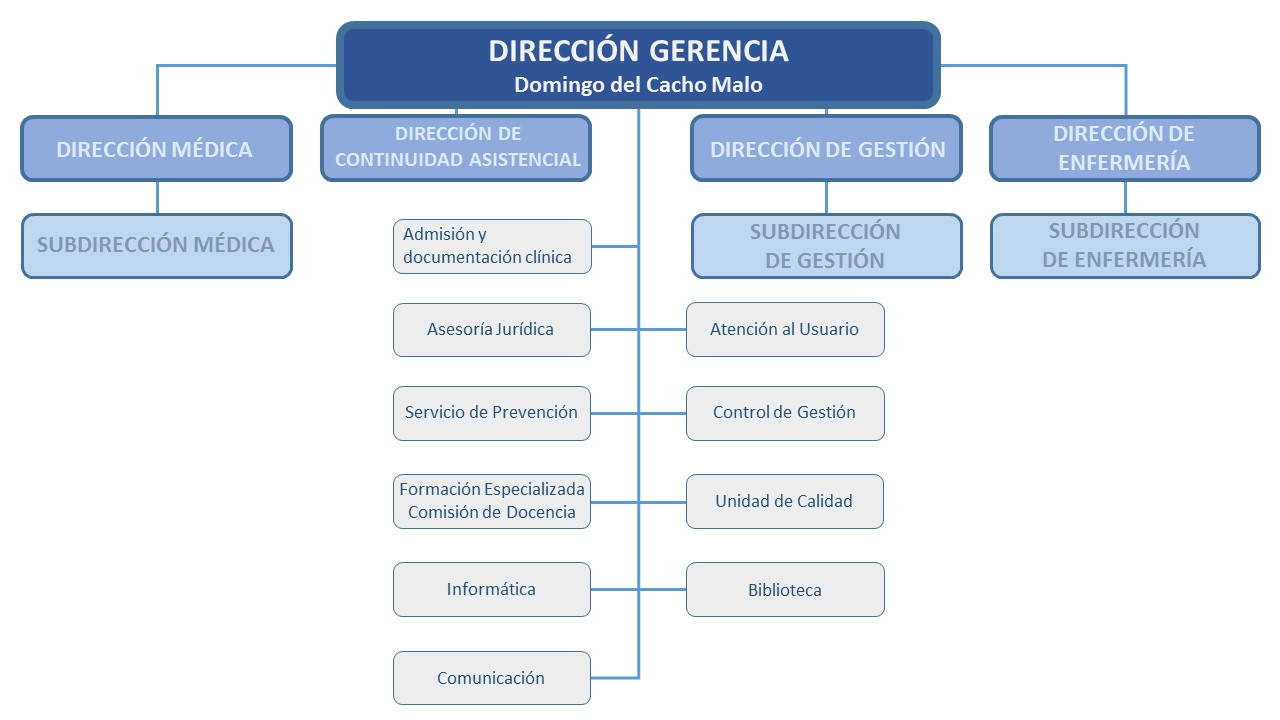 DIRECCIÓN GERENCIA
Domingo del Cacho Malo
DIRECCIÓN MÉDICA
DIRECCIÓN DE
CONTINUIDAD ASISTENCIAL
DIRECCIÓN DE GESTIÓN
DIRECCIÓN DE
ENFERMERÍA
SUBDIRECCIÓN MÉDICA
SUBDIRECCIÓN
DE GESTIÓN
SUBDIRECCIÓN
DE ENFERMERÍA
Admisión y
documentación clínica
Asesoría Jurídica
Atención al Usuario
Servicio de Prevención
Control de Gestión
Formación Especializada
Comisión de Docencia
Unidad de Calidad
Informática
Biblioteca
Comunicación